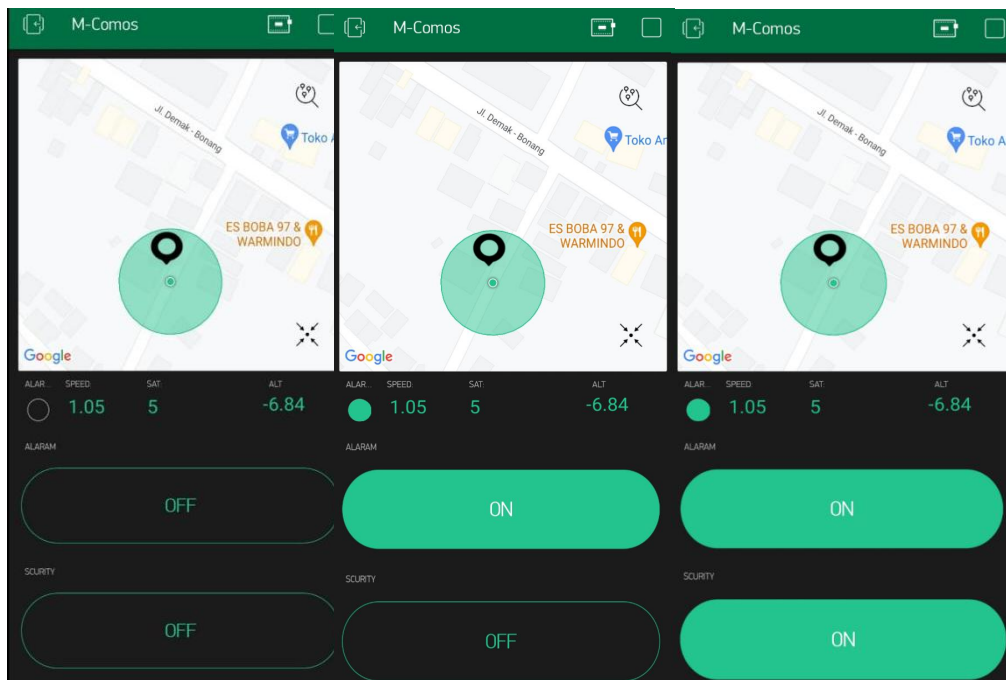 M-Comos
Jl. Demak - Bonang
Toko A
ES BOBA 97 &
WARMINDO
Google
ALAR... SPEED SAT ALT
1.05 5 -6.84
ALARAM
OFF
SCURITY
OFF
M-Comos
Jl. Demak - Bonang
Toko Ar
ES BOBA 97 &
WARMINDO
Google
ALAR... SPEED SAT ALT
1.05 5 -6.84
ALARAM
ON
SCURITY
OFF
M-Comos
Jl. Demak - Bonang
Toko A
ES BOBA 97 &
WARMINDO
Google
ALAR... SPEED SAT ALT
1.05 5 -6.84
ALARAM
ON
SCURITY
ON